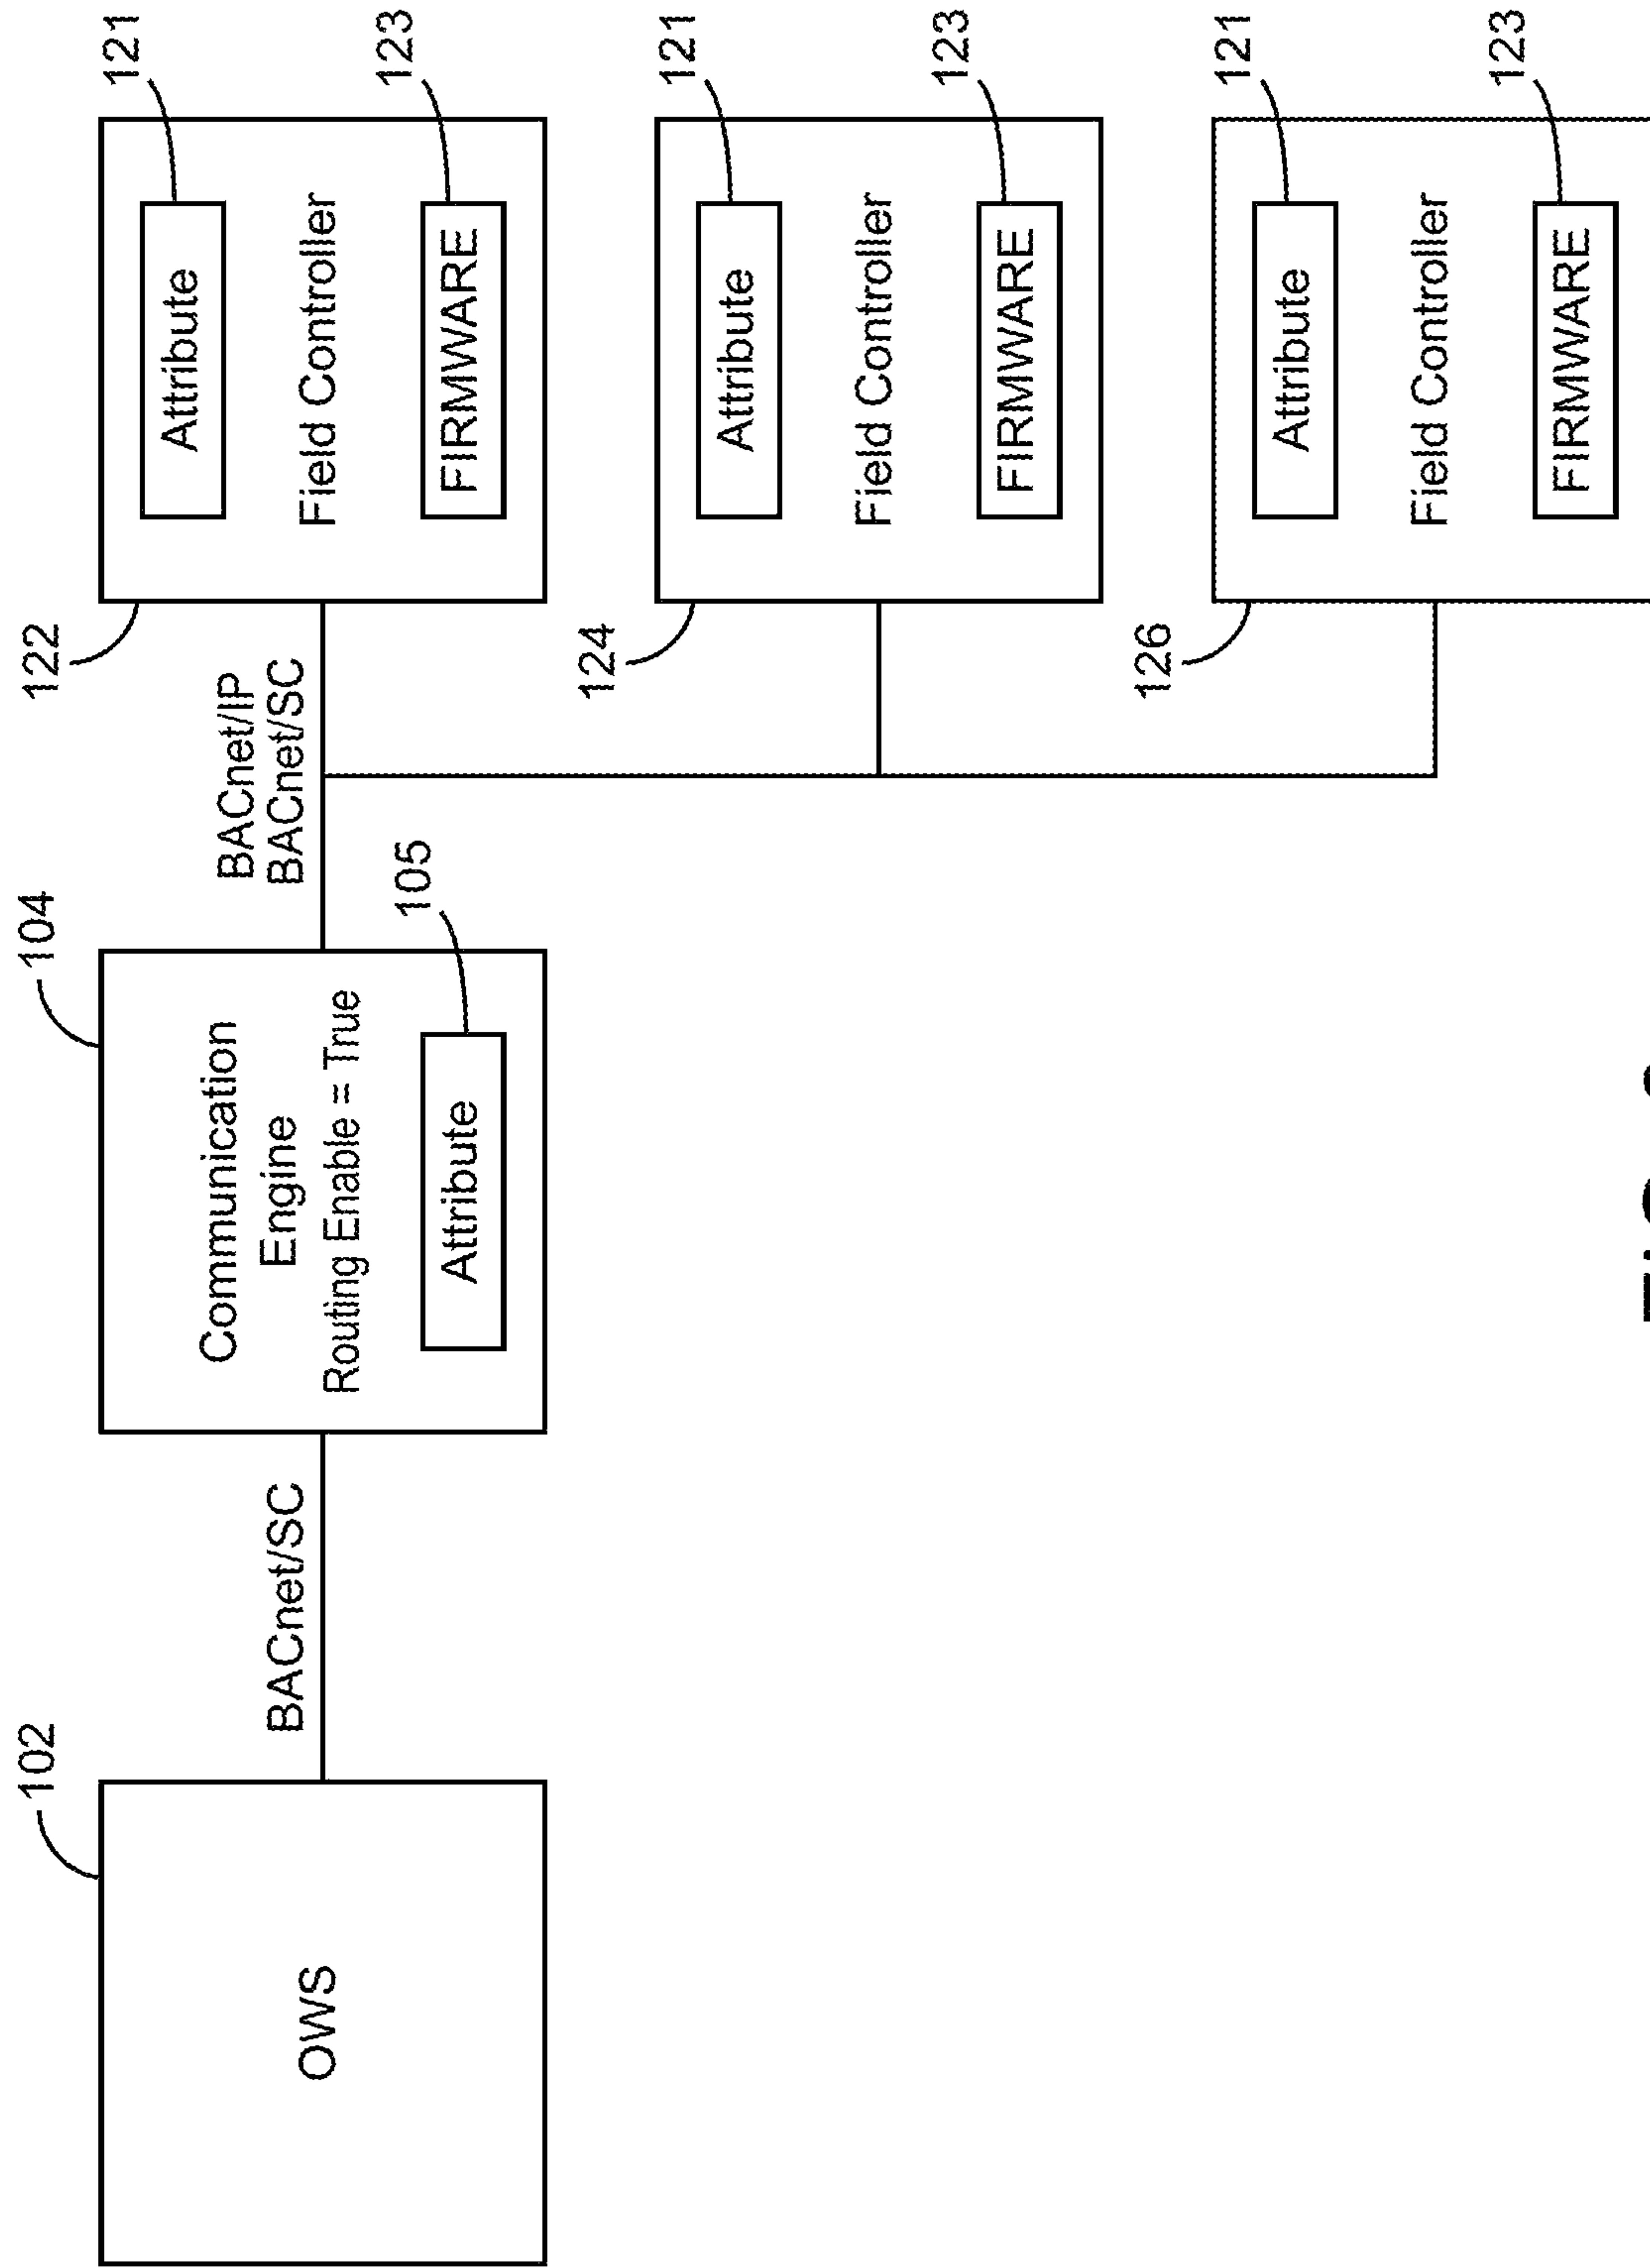 102
OWS
BACnet/SC
104
Communication
Engine
Routing Enable = True
Attribute
105
BACnet/IP
BACnet/SC
122
Attribute
121
Field Controller
FIRMWARE
123
124
Attribute
121
Field Controller
FIRMWARE
123
126
Attribute
121
Field Controller
FIRMWARE
123